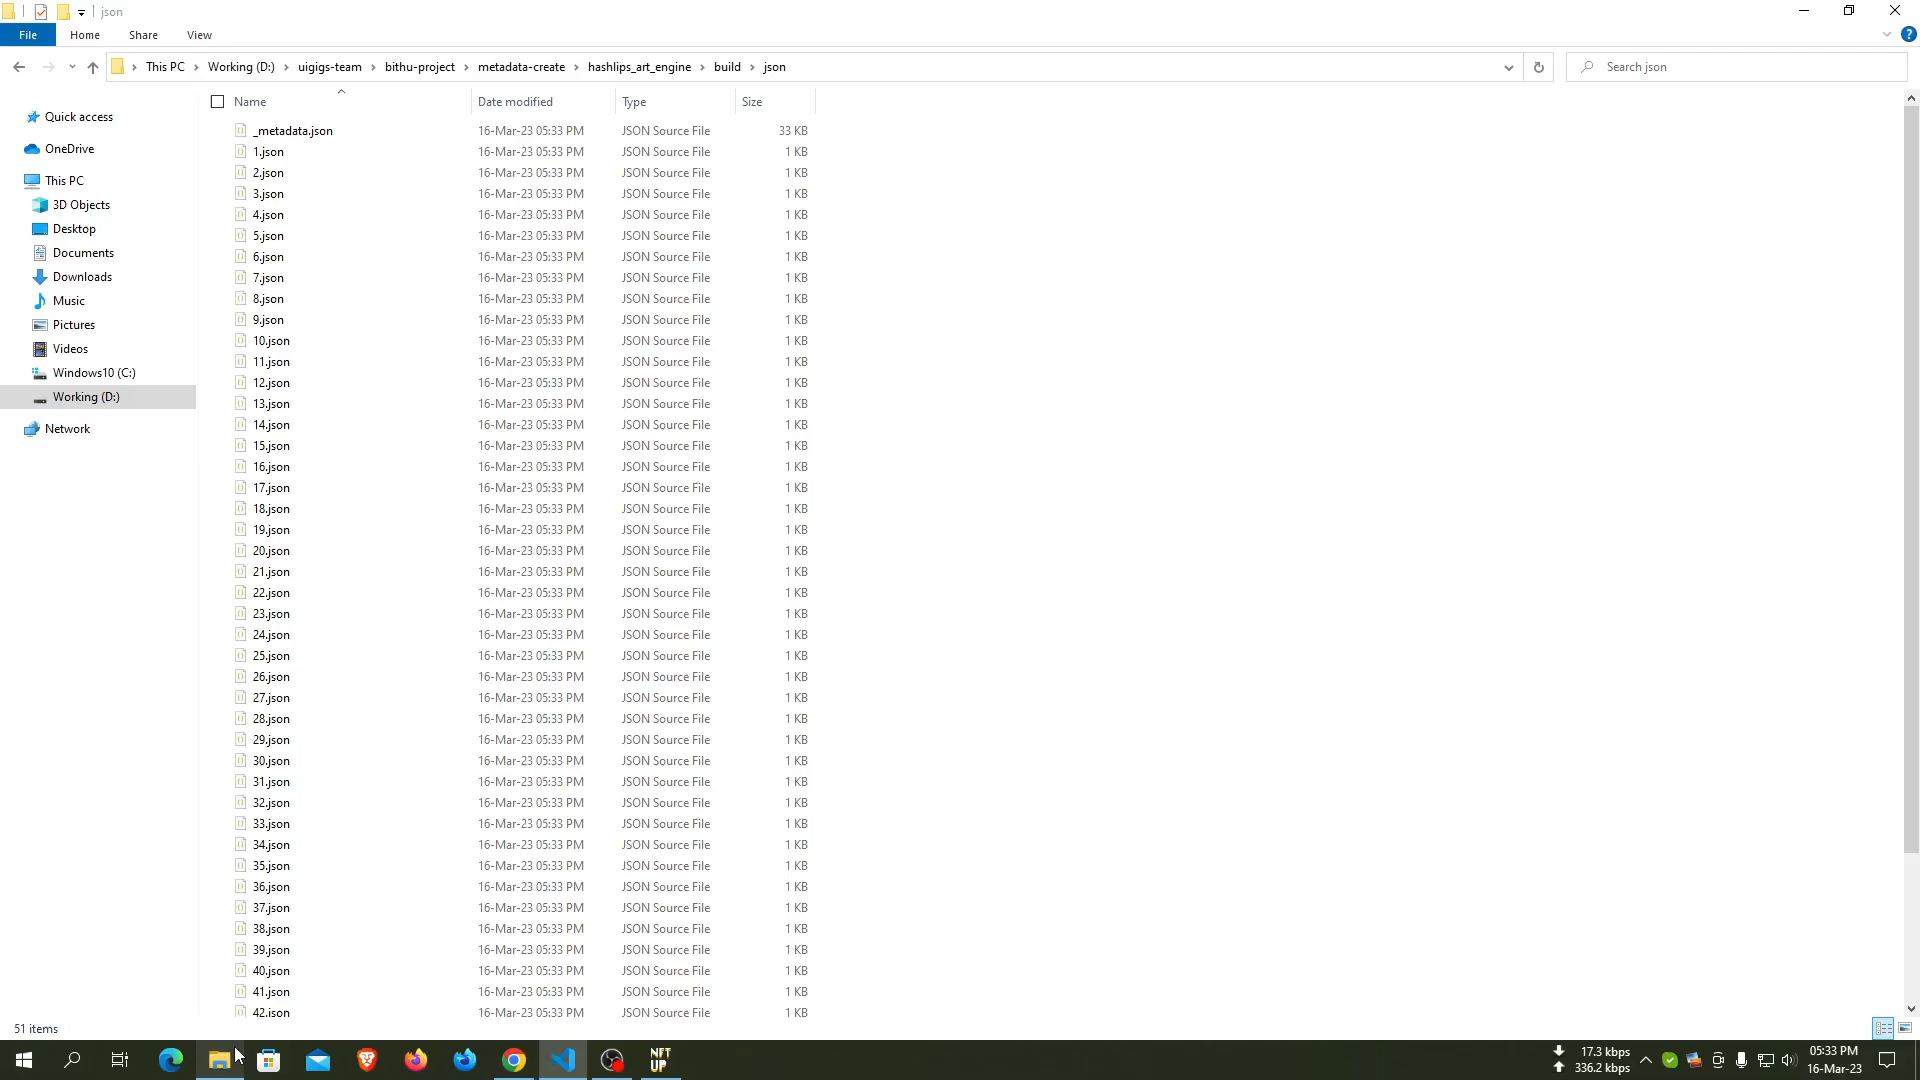 json
File Home Share View
This PC Working (D:) uigigs-team bithu-project metadata-create hashlips_art_engine build json Search json
Name Date modified Type Size
Quick access
OneDrive
This PC
3D Objects
Desktop
Documents
Downloads
Music
Pictures
Videos
Windows10 (C:)
Working (D:)
Network
_metadata.json 16-Mar-23 05:33 PM JSON Source File 33 KB
1.json 16-Mar-23 05:33 PM JSON Source File 1 KB
2.json 16-Mar-23 05:33 PM JSON Source File 1 KB
3.json 16-Mar-23 05:33 PM JSON Source File 1 KB
4.json 16-Mar-23 05:33 PM JSON Source File 1 KB
5.json 16-Mar-23 05:33 PM JSON Source File 1 KB
6.json 16-Mar-23 05:33 PM JSON Source File 1 KB
7.json 16-Mar-23 05:33 PM JSON Source File 1 KB
8.json 16-Mar-23 05:33 PM JSON Source File 1 KB
9.json 16-Mar-23 05:33 PM JSON Source File 1 KB
10.json 16-Mar-23 05:33 PM JSON Source File 1 KB
11.json 16-Mar-23 05:33 PM JSON Source File 1 KB
12.json 16-Mar-23 05:33 PM JSON Source File 1 KB
13.json 16-Mar-23 05:33 PM JSON Source File 1 KB
14.json 16-Mar-23 05:33 PM JSON Source File 1 KB
15.json 16-Mar-23 05:33 PM JSON Source File 1 KB
16.json 16-Mar-23 05:33 PM JSON Source File 1 KB
17.json 16-Mar-23 05:33 PM JSON Source File 1 KB
18.json 16-Mar-23 05:33 PM JSON Source File 1 KB
19.json 16-Mar-23 05:33 PM JSON Source File 1 KB
20.json 16-Mar-23 05:33 PM JSON Source File 1 KB
21.json 16-Mar-23 05:33 PM JSON Source File 1 KB
22.json 16-Mar-23 05:33 PM JSON Source File 1 KB
23.json 16-Mar-23 05:33 PM JSON Source File 1 KB
24.json 16-Mar-23 05:33 PM JSON Source File 1 KB
25.json 16-Mar-23 05:33 PM JSON Source File 1 KB
26.json 16-Mar-23 05:33 PM JSON Source File 1 KB
27.json 16-Mar-23 05:33 PM JSON Source File 1 KB
28.json 16-Mar-23 05:33 PM JSON Source File 1 KB
29.json 16-Mar-23 05:33 PM JSON Source File 1 KB
30.json 16-Mar-23 05:33 PM JSON Source File 1 KB
31.json 16-Mar-23 05:33 PM JSON Source File 1 KB
32.json 16-Mar-23 05:33 PM JSON Source File 1 KB
33.json 16-Mar-23 05:33 PM JSON Source File 1 KB
34.json 16-Mar-23 05:33 PM JSON Source File 1 KB
35.json 16-Mar-23 05:33 PM JSON Source File 1 KB
36.json 16-Mar-23 05:33 PM JSON Source File 1 KB
37.json 16-Mar-23 05:33 PM JSON Source File 1 KB
38.json 16-Mar-23 05:33 PM JSON Source File 1 KB
39.json 16-Mar-23 05:33 PM JSON Source File 1 KB
40.json 16-Mar-23 05:33 PM JSON Source File 1 KB
41.json 16-Mar-23 05:33 PM JSON Source File 1 KB
42.json 16-Mar-23 05:33 PM JSON Source File 1 KB
51 items
NFT
UP
17.3 kbps
336.2 kbps
05:33 PM
16-Mar-23